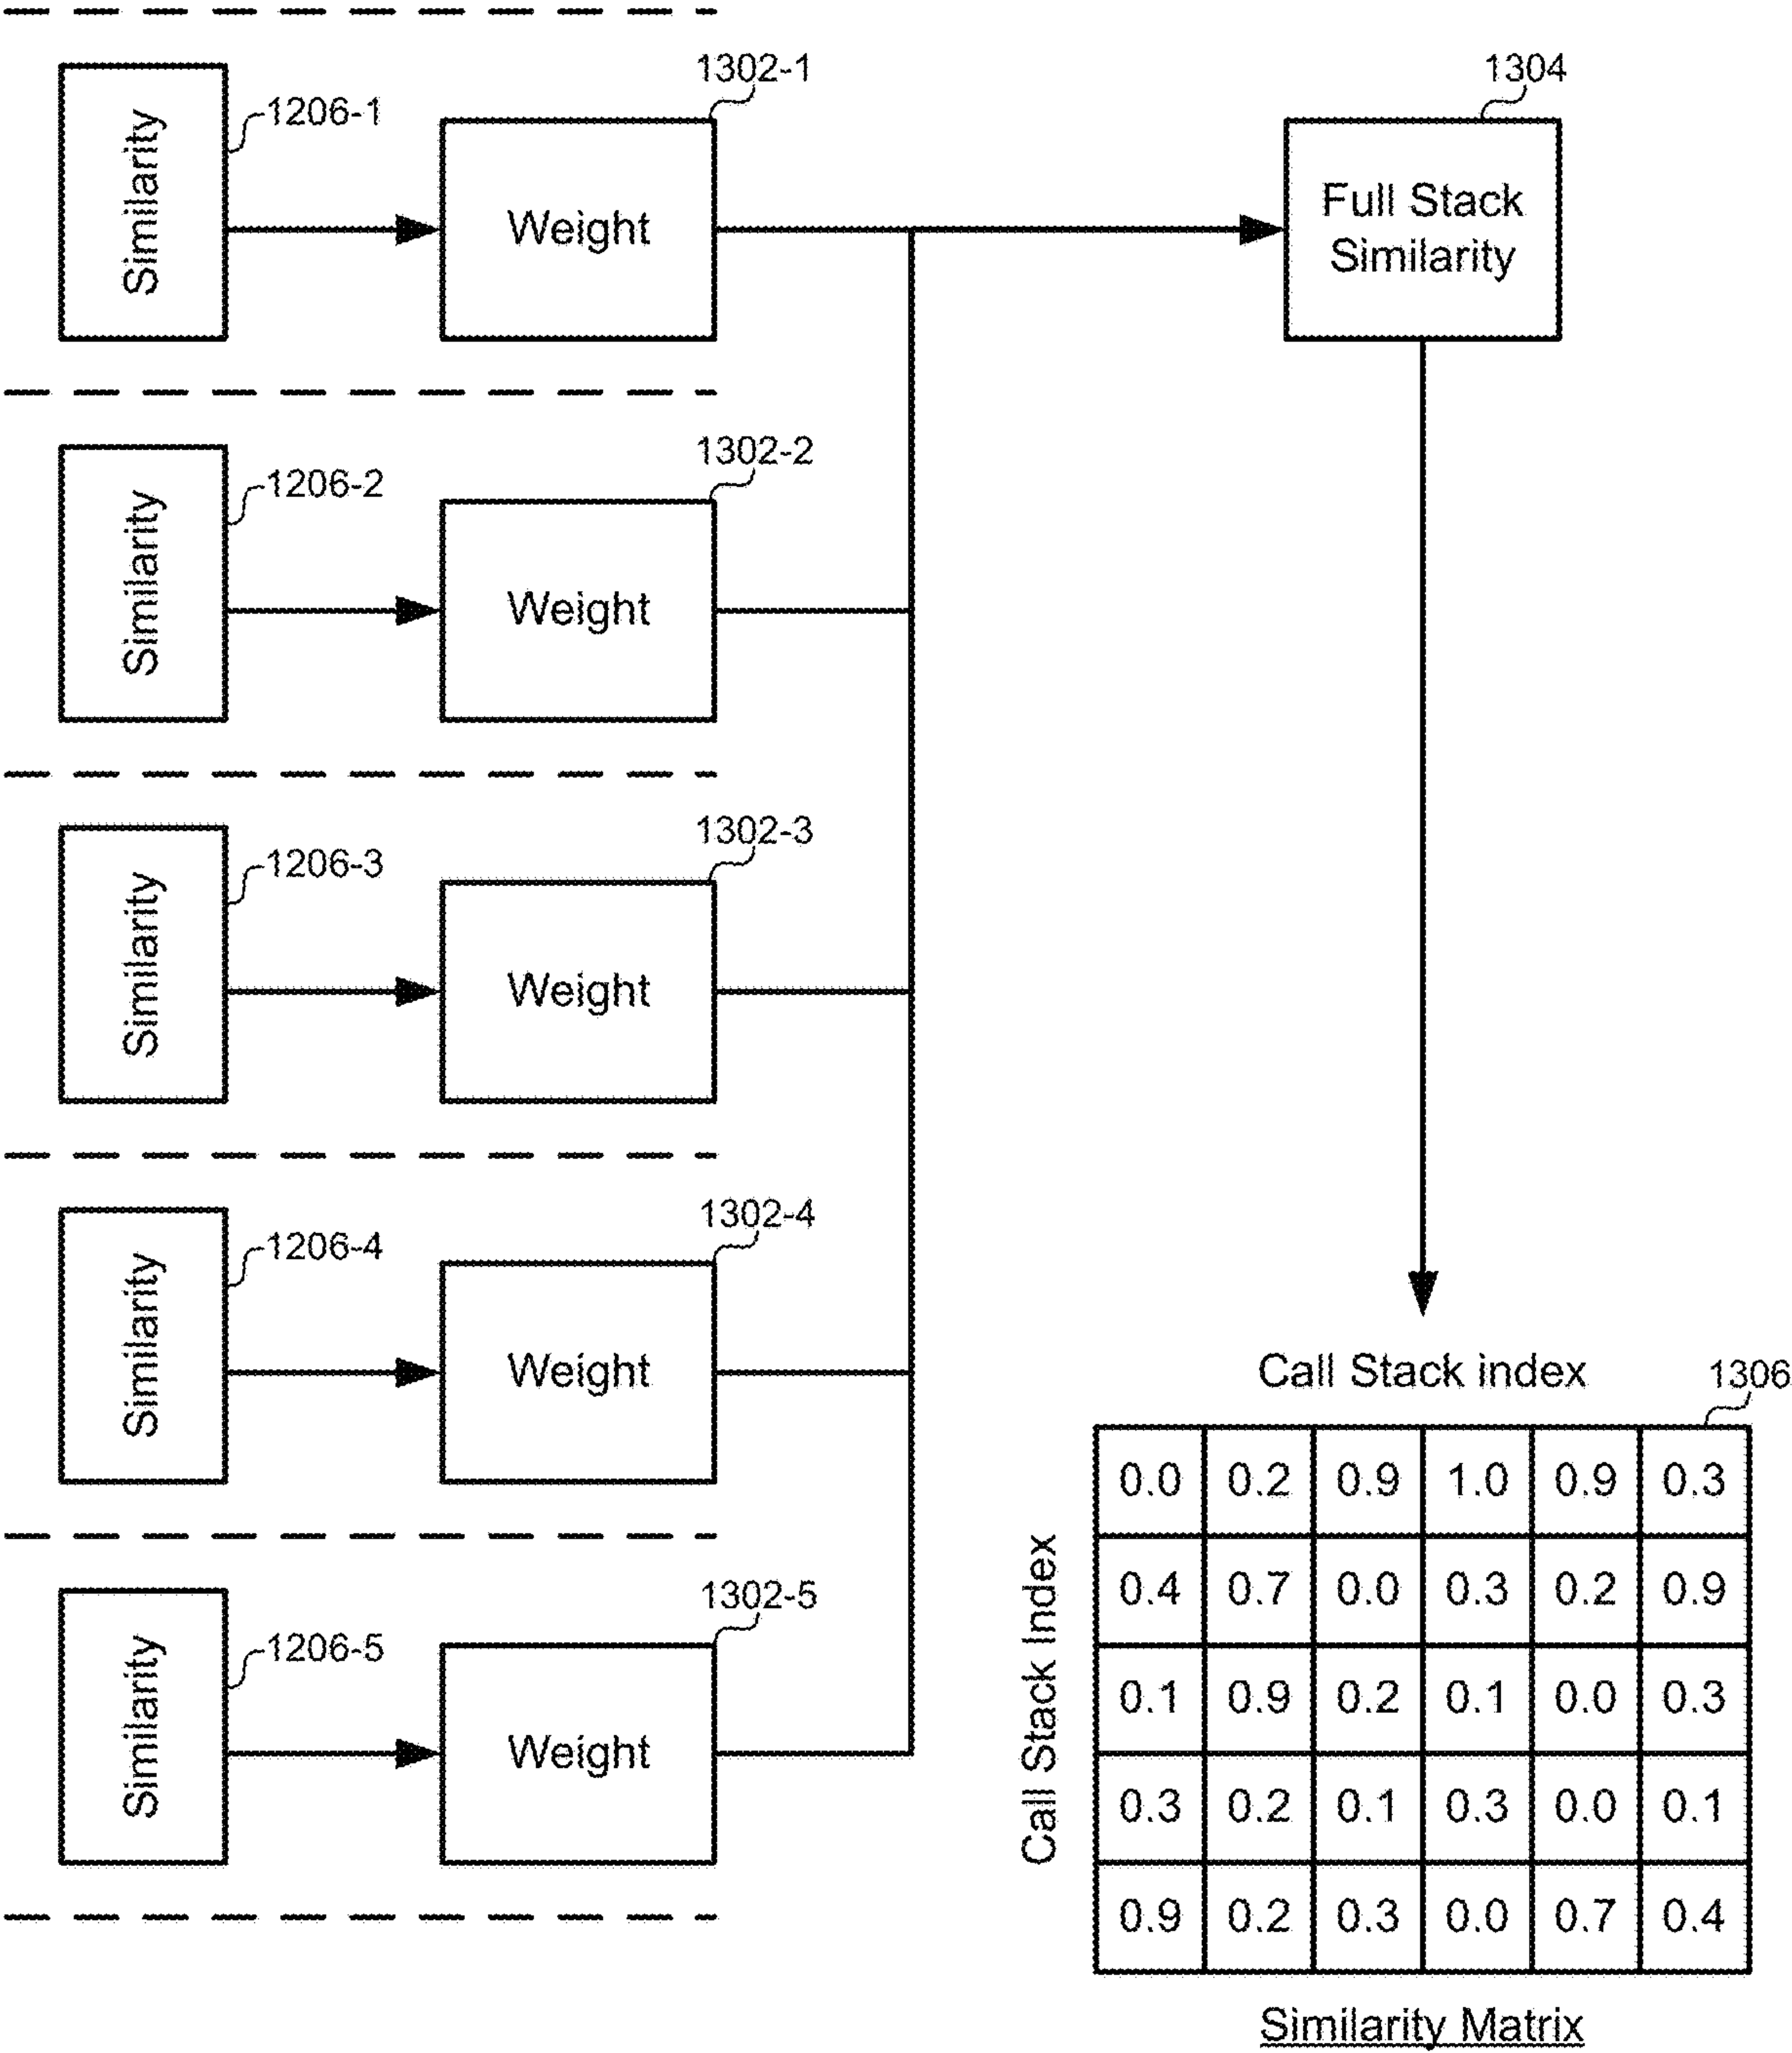 1302-1
1304
Similarity
1206-1
Weight
Full Stack
Similarity
1302-2
Similarity
1206-2
Weight
1302-3
Similarity
1206-3
Weight
1302-4
Similarity
1206-4
Weight
Call Stack index
1306
0.0 0.2 0.9 1.0 0.9 0.3
0.4 0.7 0.0 0.3 0.2 0.9
0.1 0.9 0.2 0.1 0.0 0.3
0.3 0.2 0.1 0.3 0.0 0.1
0.9 0.2 0.3 0.0 0.7 0.4
Call Stack Index
Similarity Matrix
1302-5
Similarity
1206-5
Weight